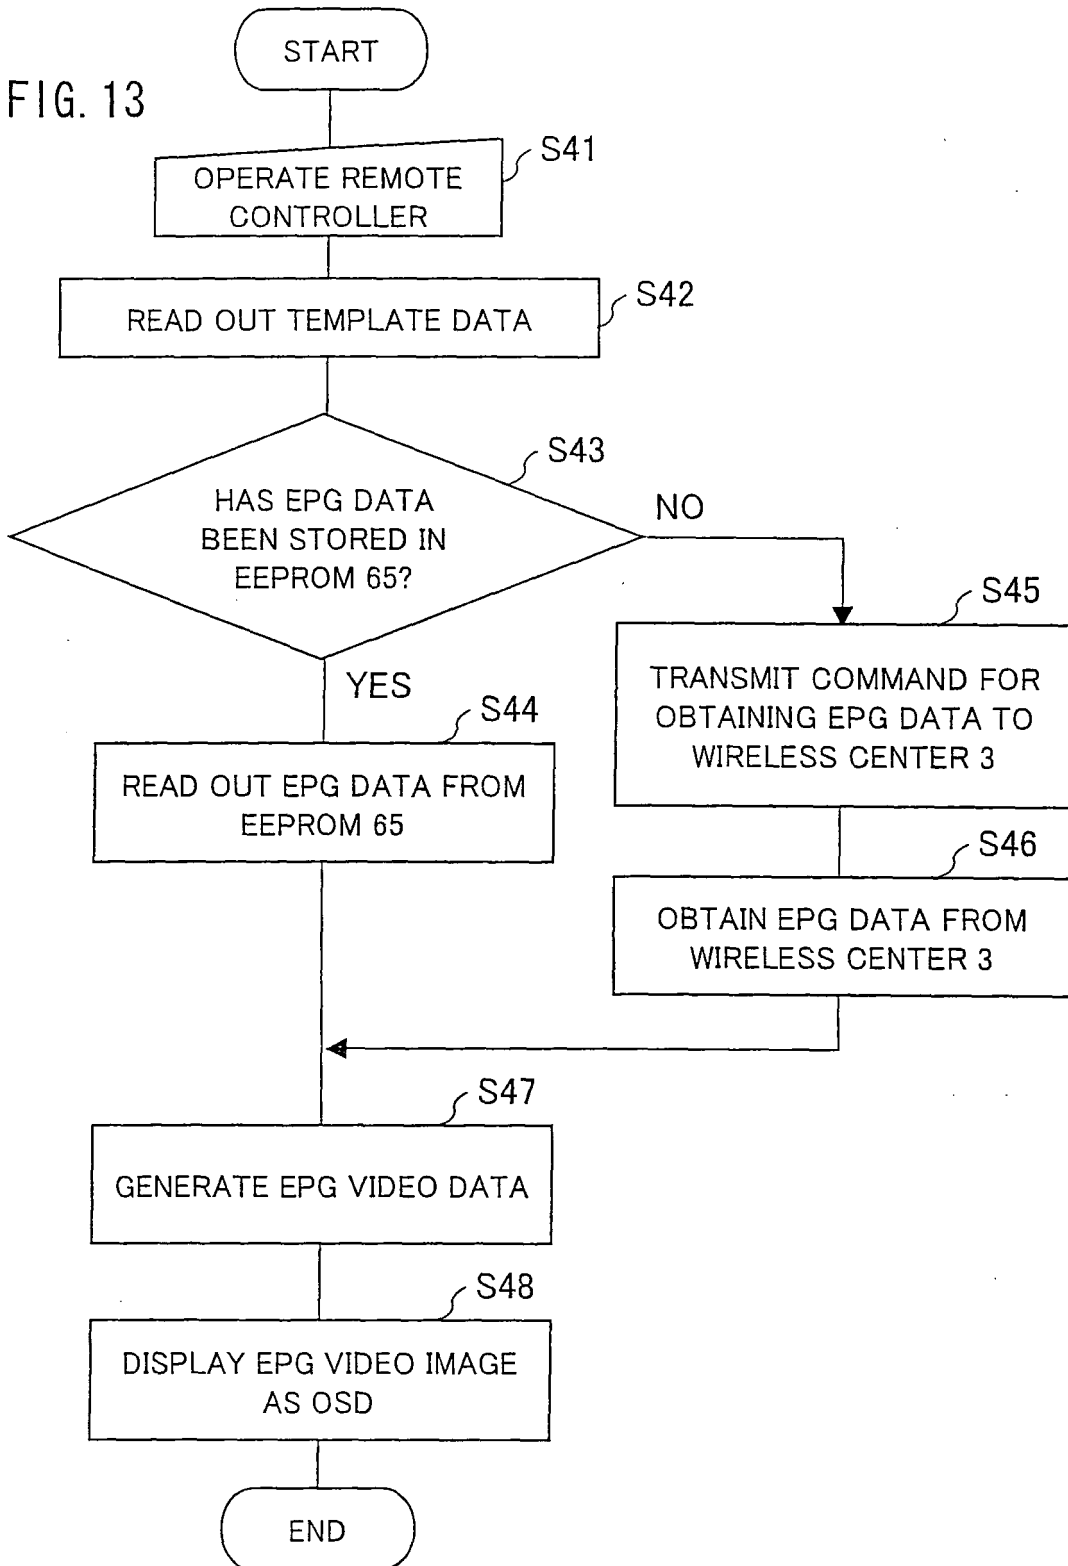 START
FIG. 13
S41
OPERATE REMOTE
CONTROLLER
S42
READ OUT TEMPLATE DATA
S43
HAS EPG DATA
BEEN STORED IN
EEPROM 65?
NO
YES
S45
TRANSMIT COMMAND FOR
OBTAINING EPG DATA TO
WIRELESS CENTER 3
S44
READ OUT EPG DATA FROM
EEPROM 65
S46
OBTAIN EPG DATA FROM
WIRELESS CENTER 3
S47
GENERATE EPG VIDEO DATA
S48
DISPLAY EPG VIDEO IMAGE
AS OSD
END